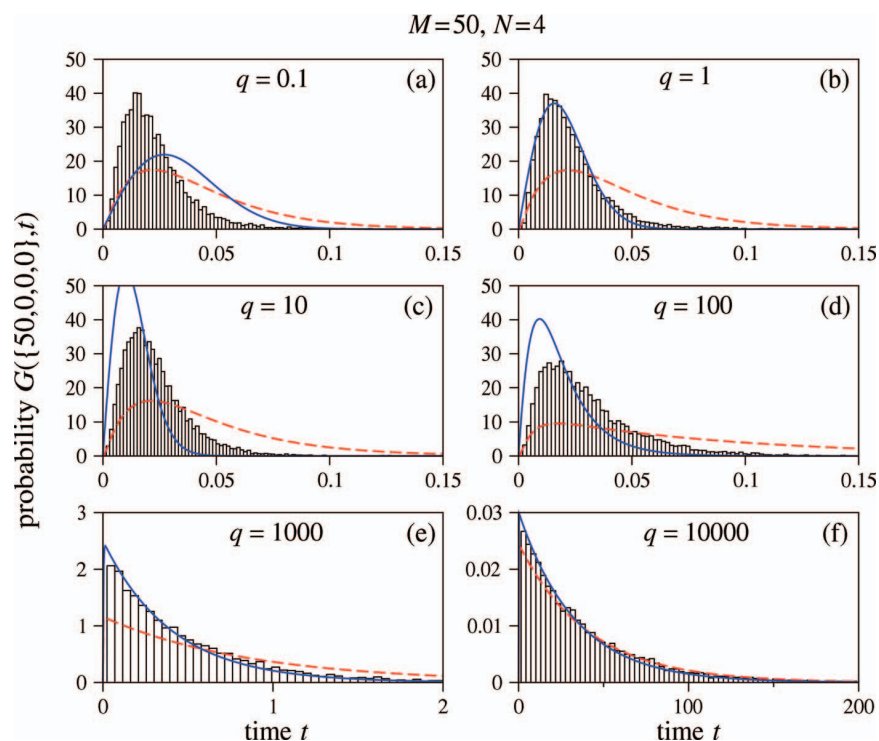 M=50, N=4
probability G({50,0,0,0},t)
q = 0.1 (a)
50
40
30
20
10
0
0 0.05 0.1 0.15
q = 1 (b)
50
40
30
20
10
0
0 0.05 0.1 0.15
q = 10 (c)
50
40
30
20
10
0
0 0.05 0.1 0.15
q = 100 (d)
50
40
30
20
10
0
0 0.05 0.1 0.15
q = 1000 (e)
3
2
1
0
0 1 2
time t
q = 10000 (f)
0.03
0.02
0.01
0
0 100 200
time t